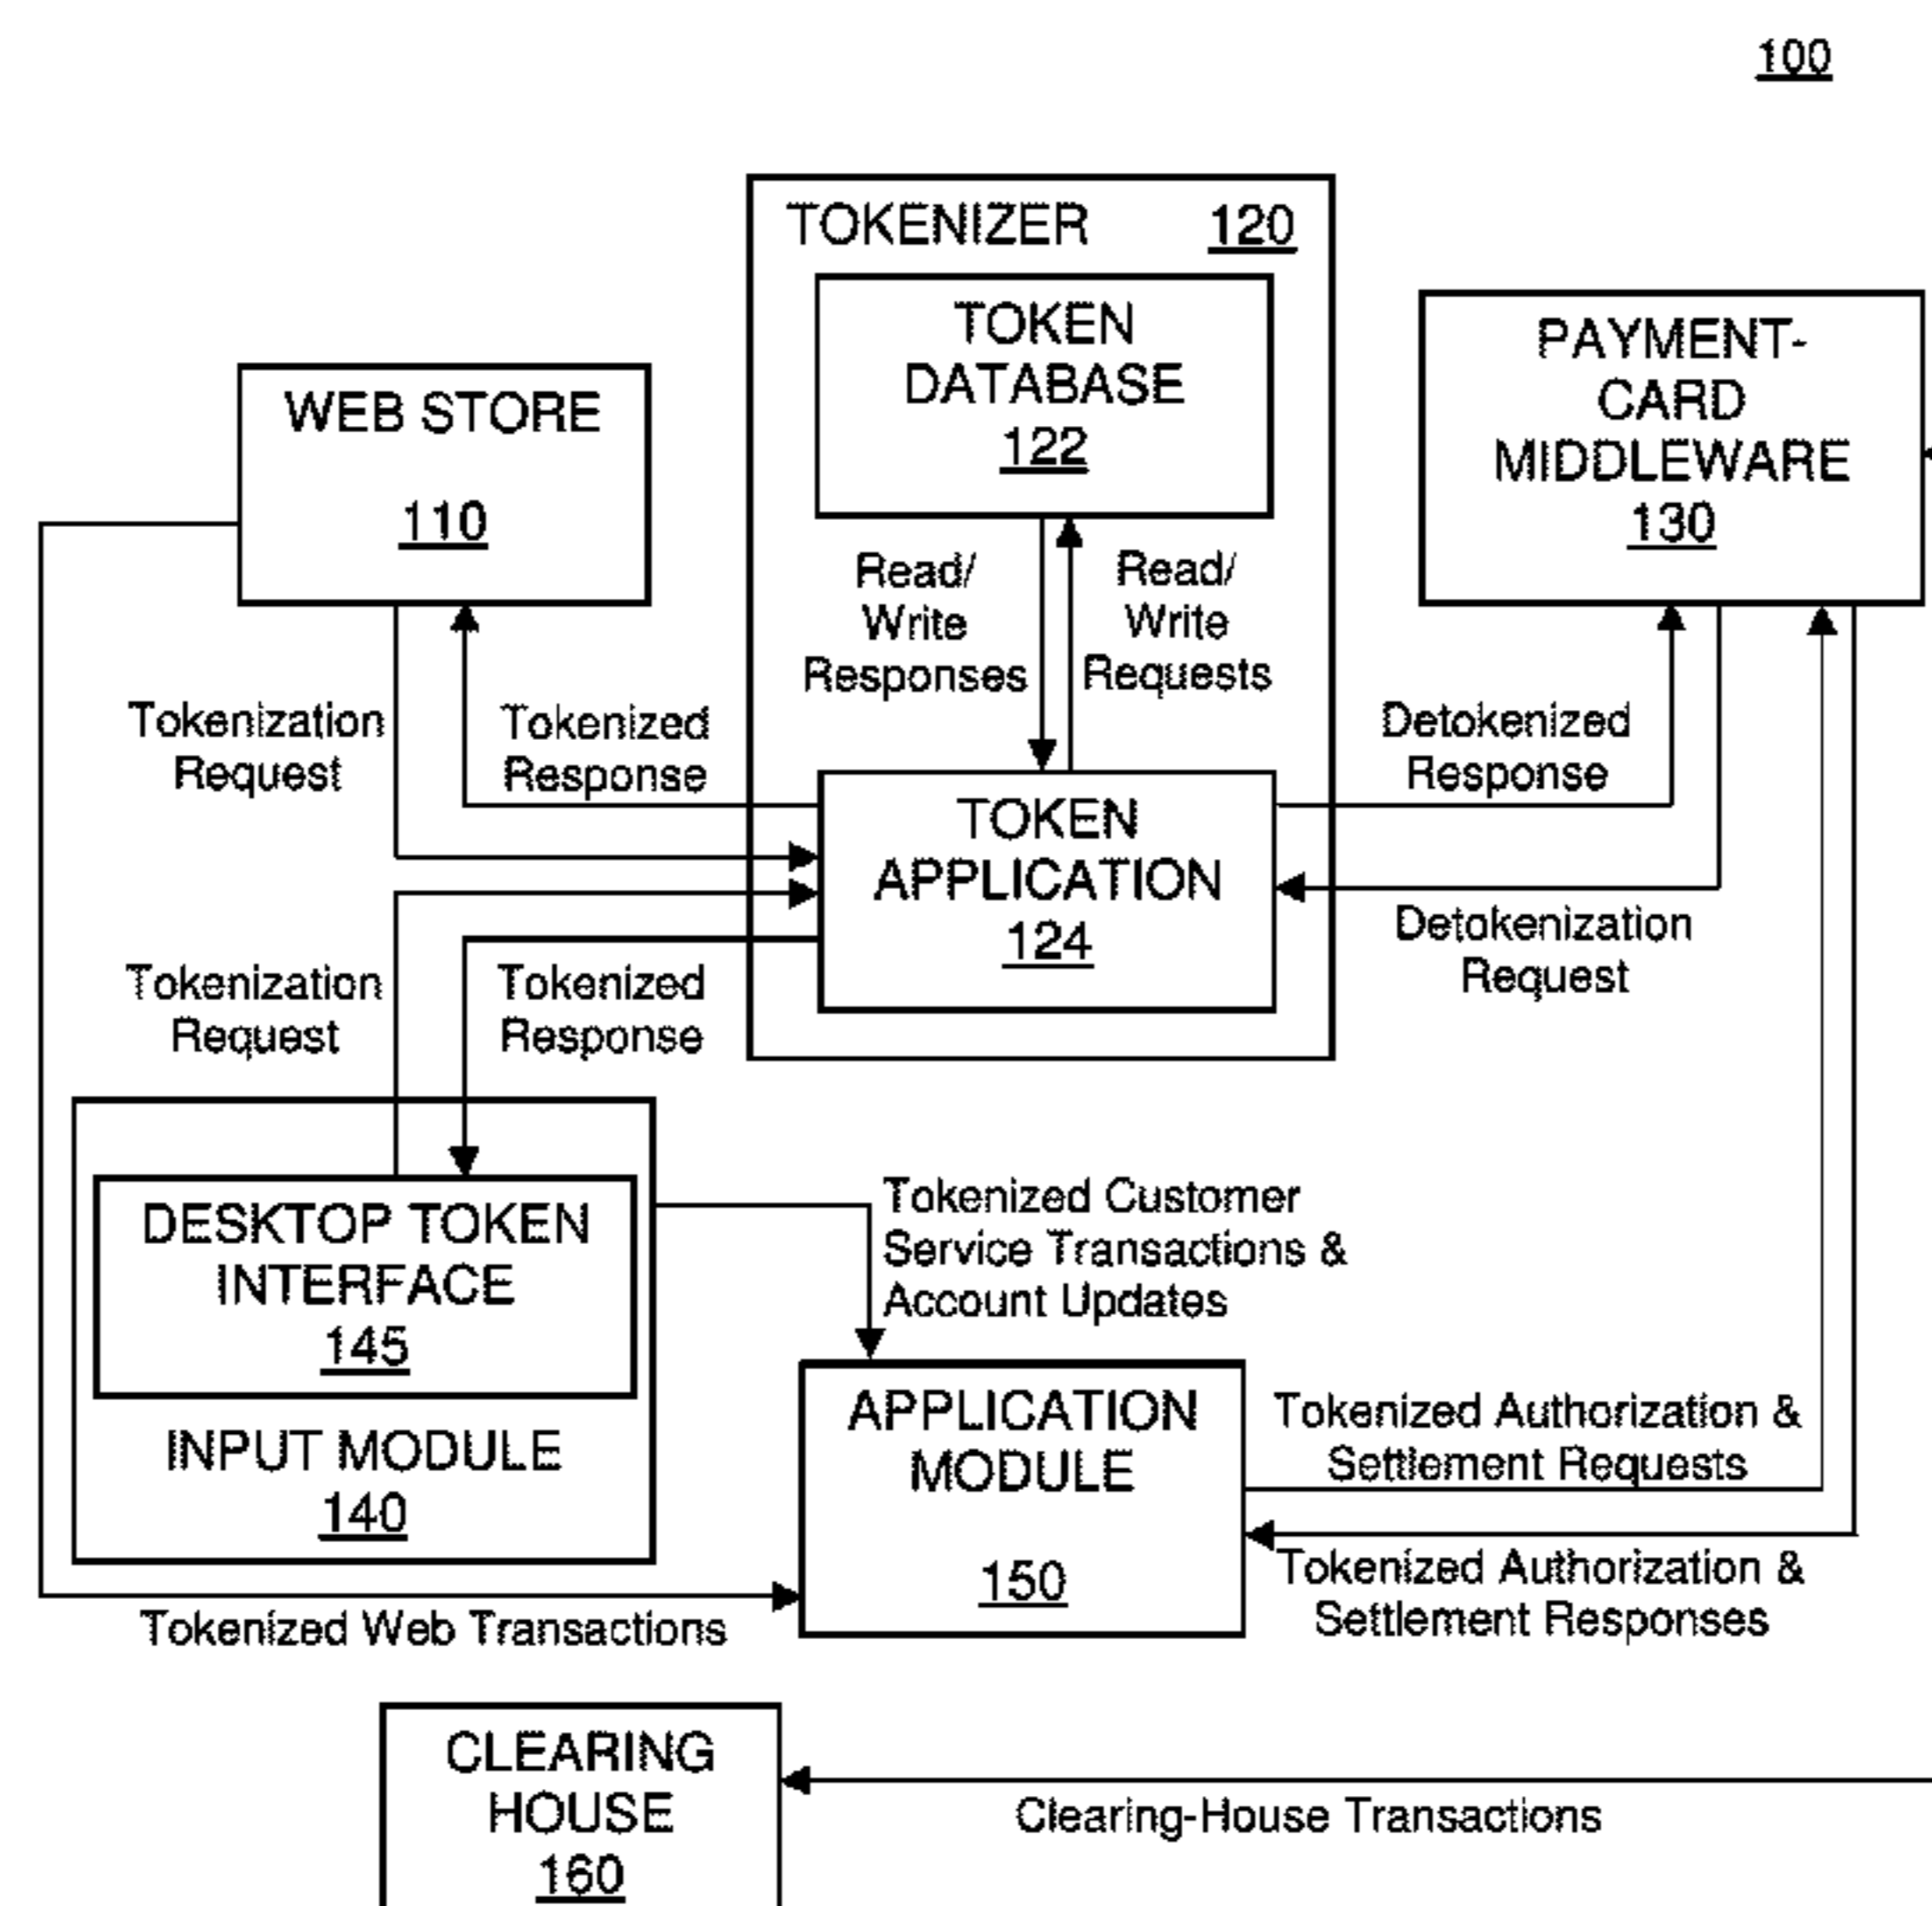 100
TOKENIZER 120
TOKEN
DATABASE
122
PAYMENT-
CARD
MIDDLEWARE
130
WEB STORE
110
Read/
Write
Responses
Read/
Write
Requests
Tokenization
Request
Tokenized
Response
Detokenized
Response
TOKEN
APPLICATION
124
Detokenization
Request
Tokenization
Request
Tokenized
Response
DESKTOP TOKEN
INTERFACE
145
INPUT MODULE
140
Tokenized Customer
Service Transactions &
Account Updates
APPLICATION
MODULE
150
Tokenized Authorization &
Settlement Requests
Tokenized Authorization &
Settlement Responses
Tokenized Web Transactions
CLEARING
HOUSE
160
Clearing-House Transactions